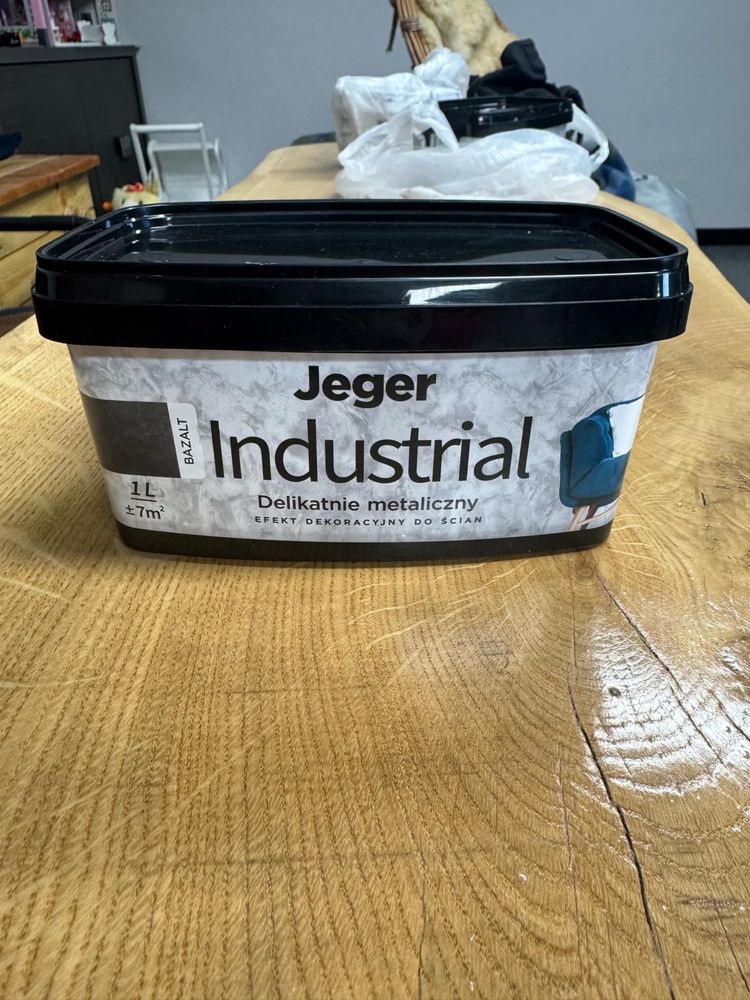 Jeger
Industrial
Delikatnie metaliczny
EFEKT DEKORACYJNY DO ŚCIAN
BAZALT
1 L
± 7m²